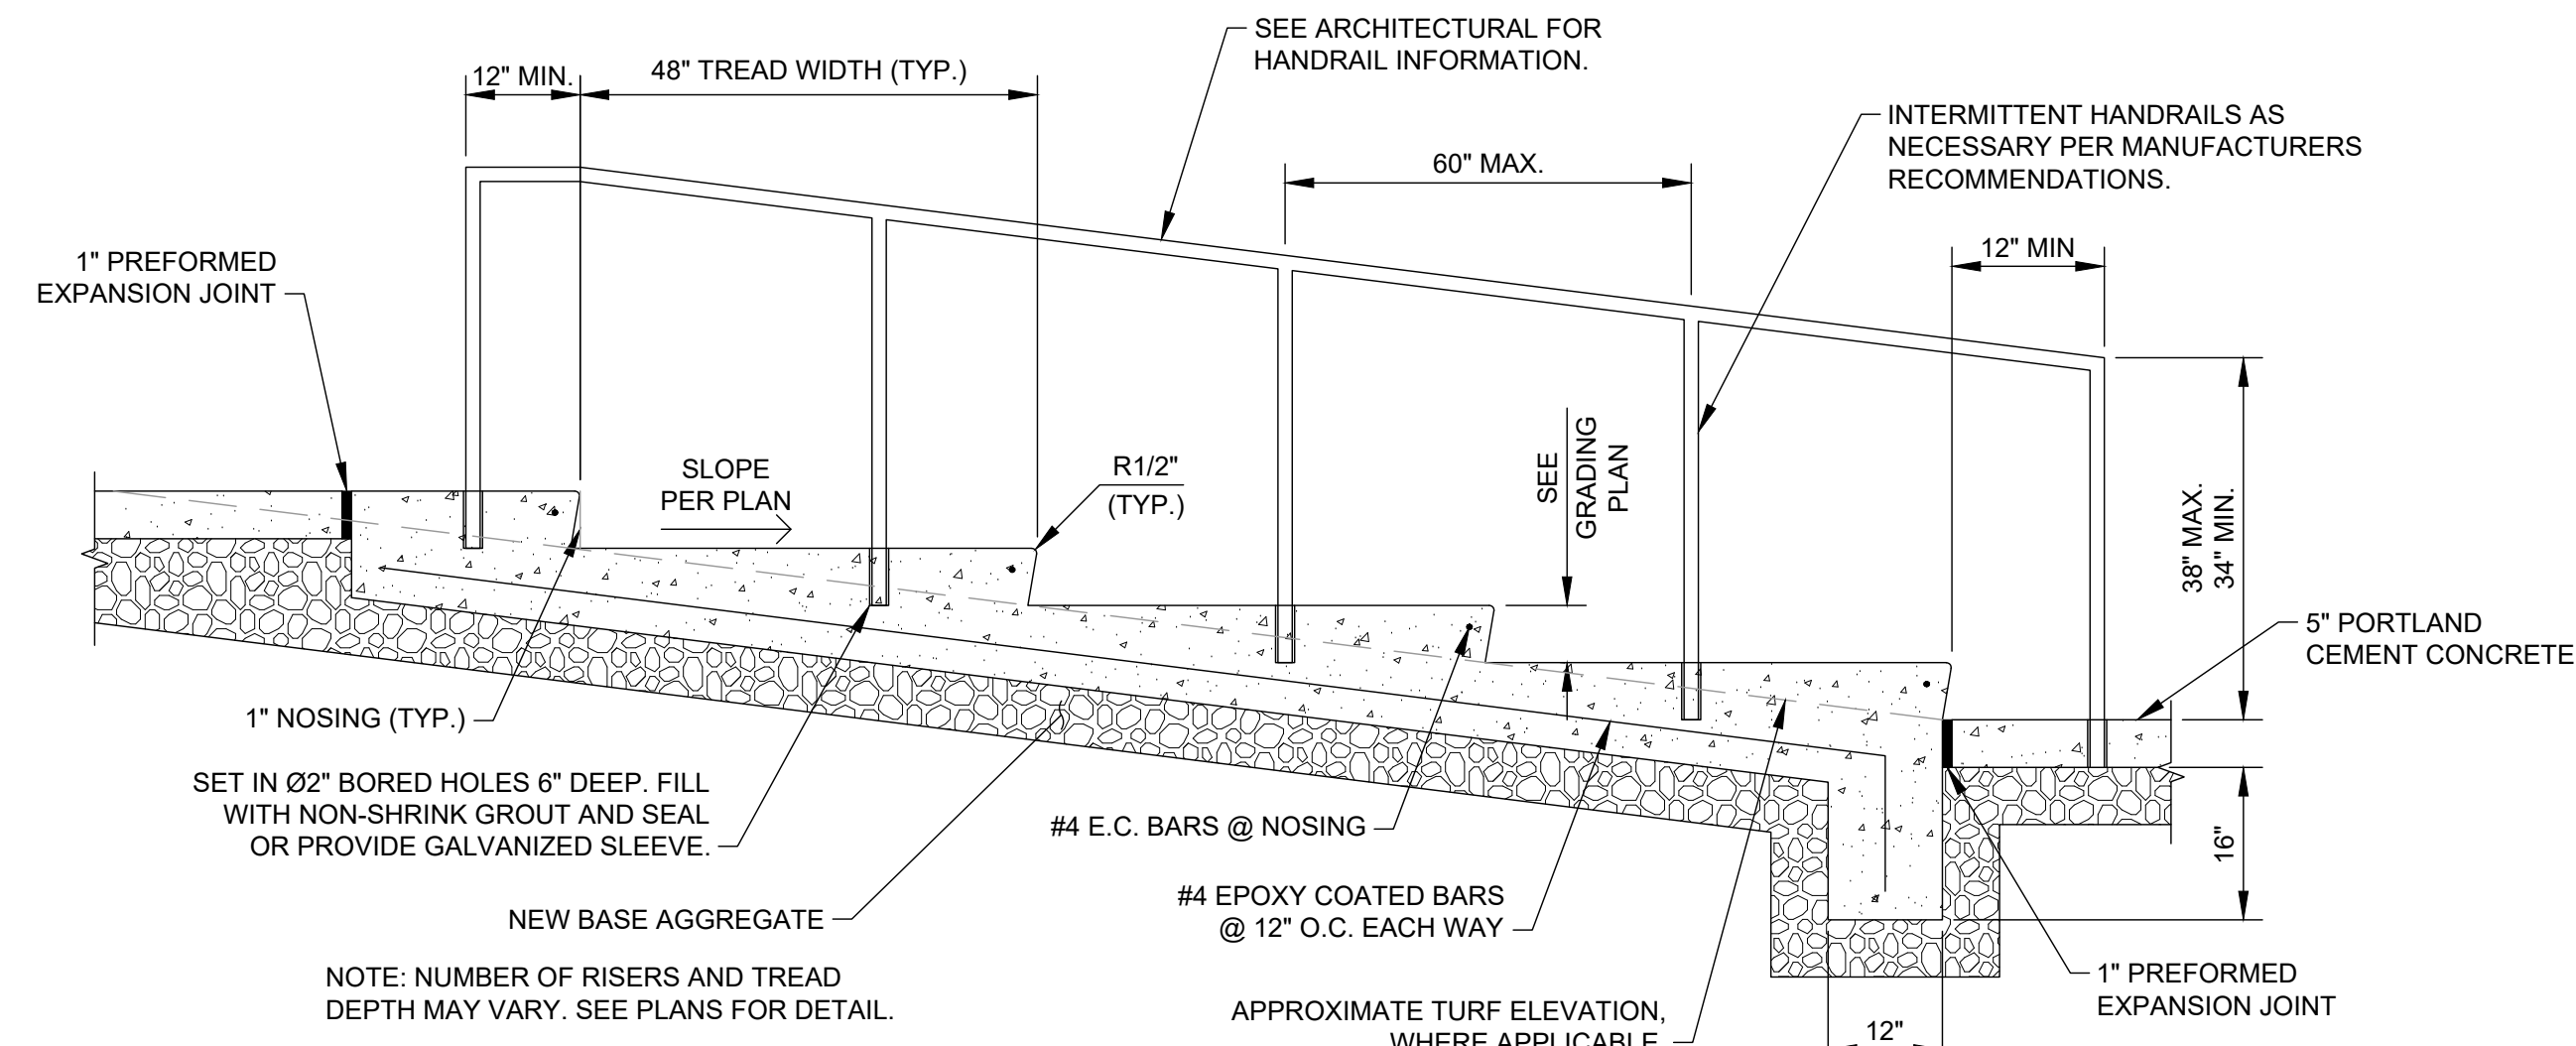 SEE ARCHITECTURAL FOR
HANDRAIL INFORMATION.
12" MIN.
48" TREAD WIDTH (TYP.)
INTERMITTENT HANDRAILS AS
NECESSARY PER MANUFACTURERS
RECOMMENDATIONS.
60" MAX.
12" MIN
1" PREFORMED
EXPANSION JOINT
SLOPE
PER PLAN
R1/2"
(TYP.)
SEE
GRADING
PLAN
38" MAX.
34" MIN.
5" PORTLAND
CEMENT CONCRETE
1" NOSING (TYP.)
SET IN Ø2" BORED HOLES 6" DEEP. FILL
WITH NON-SHRINK GROUT AND SEAL
OR PROVIDE GALVANIZED SLEEVE.
#4 E.C. BARS @ NOSING
16"
#4 EPOXY COATED BARS
@ 12" O.C. EACH WAY
NEW BASE AGGREGATE
NOTE: NUMBER OF RISERS AND TREAD
DEPTH MAY VARY. SEE PLANS FOR DETAIL.
1" PREFORMED
EXPANSION JOINT
APPROXIMATE TURF ELEVATION,
WHERE APPLICABLE
12"